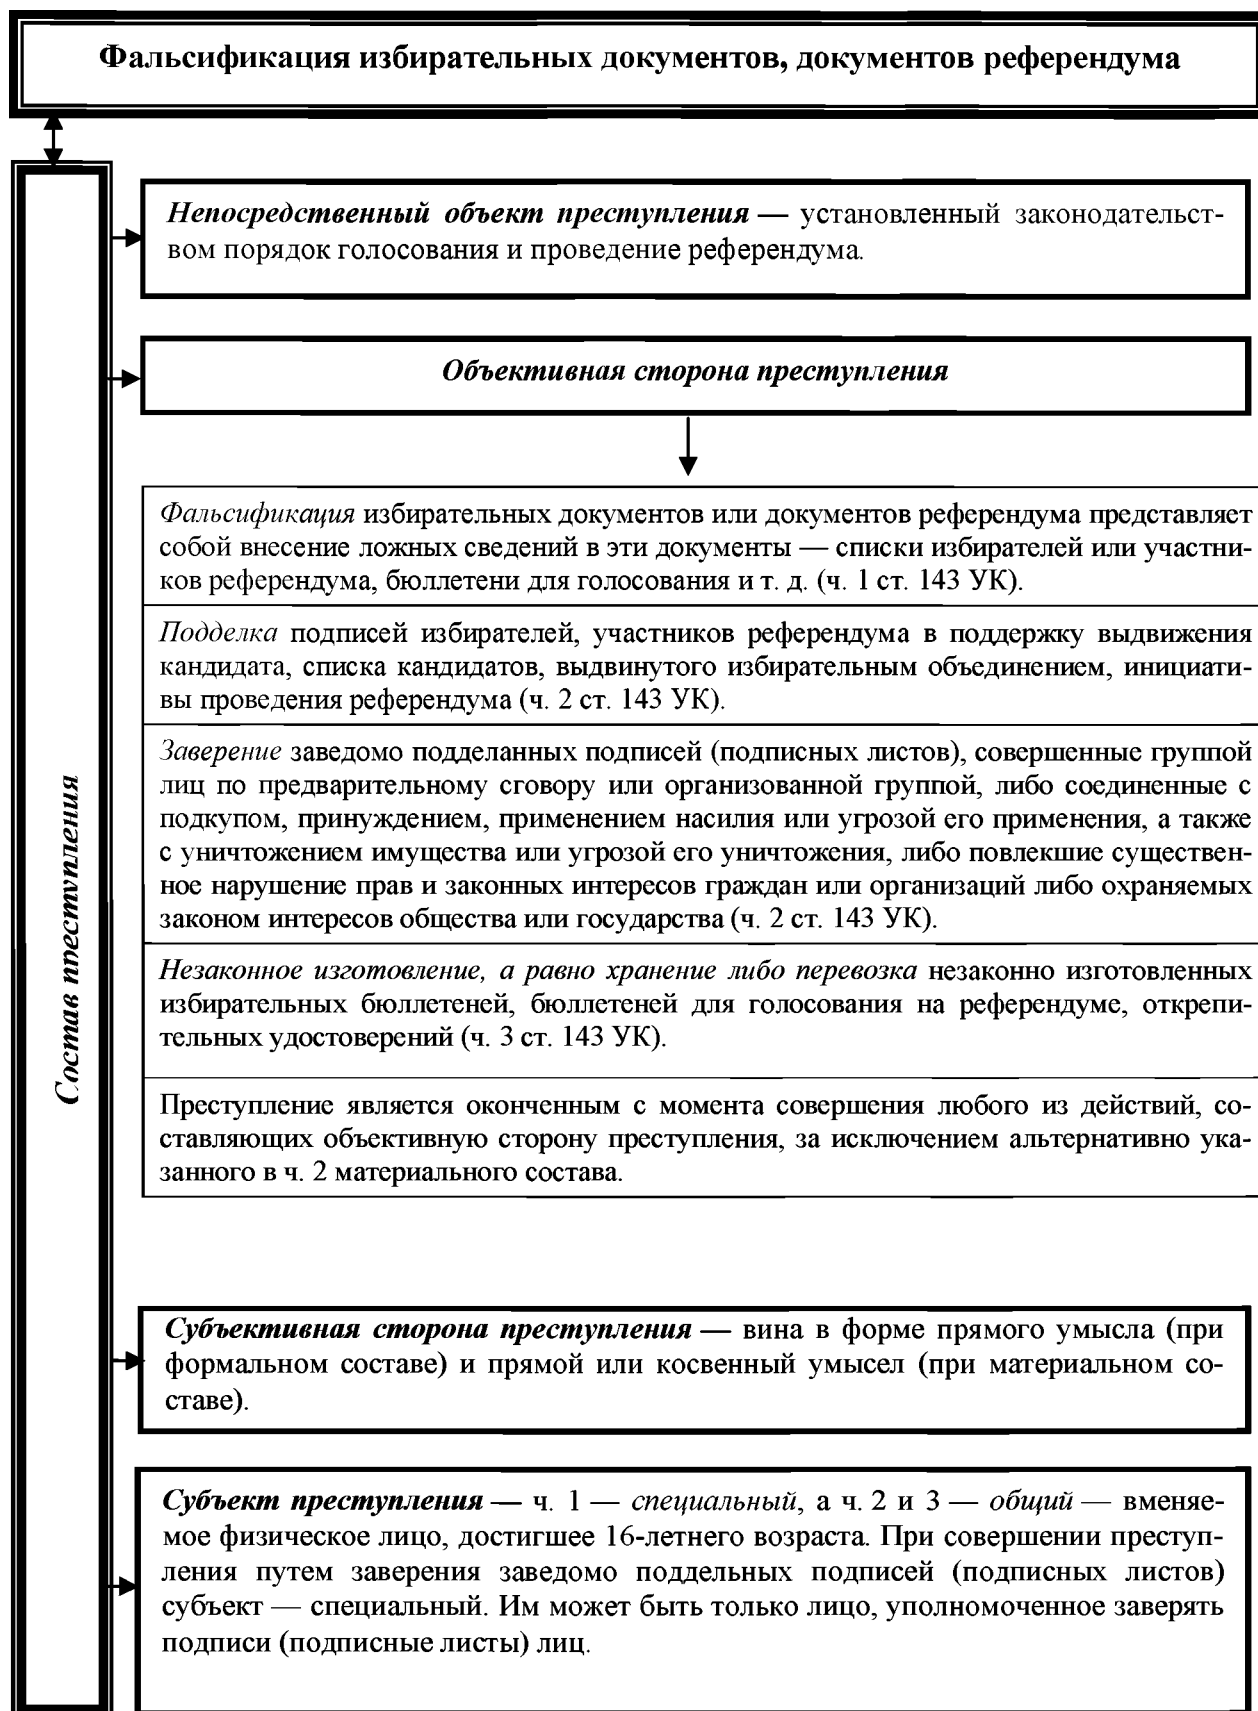 Фальсификация избирательных документов, документов референдума
Непосредственный объект преступления — установленный законодательст-
вом порядок голосования и проведение референдума.
Объективная сторона преступления
Фальсификация избирательных документов или документов референдума представляет
собой внесение ложных сведений в эти документы — списки избирателей или участни-
ков референдума, бюллетени для голосования и т. д. (ч. 1 ст. 143 УК).
Подделка подписей избирателей, участников референдума в поддержку выдвижения
кандидата, списка кандидатов, выдвинутого избирательным объединением, инициати-
вы проведения референдума (ч. 2 ст. 143 УК).
Заверение заведомо подделанных подписей (подписных листов), совершенные группой
лиц по предварительному сговору или организованной группой, либо соединенные с
подкупом, принуждением, применением насилия или угрозой его применения, а также
с уничтожением имущества или угрозой его уничтожения, либо повлекшие существен-
ное нарушение прав и законных интересов граждан или организаций либо охраняемых
законом интересов общества или государства (ч. 2 ст. 143 УК).
Незаконное изготовление, а равно хранение либо перевозка незаконно изготовленных
избирательных бюллетеней, бюллетеней для голосования на референдуме, открепи-
тельных удостоверений (ч. 3 ст. 143 УК).
Преступление является оконченным с момента совершения любого из действий, со-
ставляющих объективную сторону преступления, за исключением альтернативно ука-
занного в ч. 2 материального состава.
Состав преступления
Субъективная сторона преступления — вина в форме прямого умысла (при
формальном составе) и прямой или косвенный умысел (при материальном со-
ставе).
Субъект преступления — ч. 1 — специальный, а ч. 2 и 3 — общий — вменяе-
мое физическое лицо, достигшее 16-летнего возраста. При совершении преступ-
ления путем заверения заведомо поддельных подписей (подписных листов)
субъект — специальный. Им может быть только лицо, уполномоченное заверять
подписи (подписные листы) лиц.